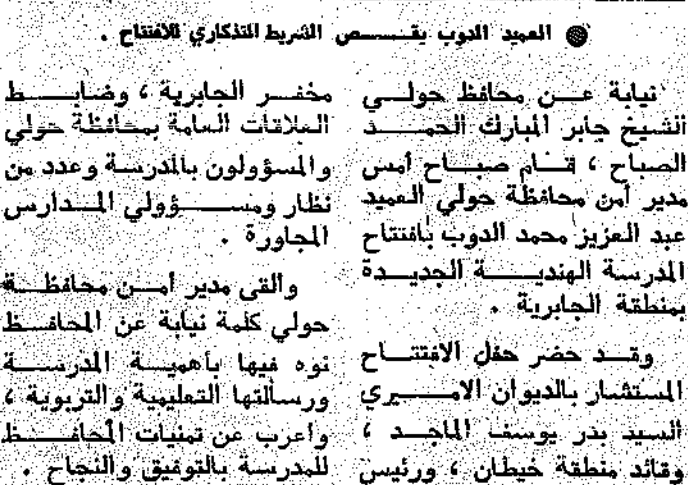 العميد الدوب يقص الشريط التذكاري للافتتاح .
نيابة عن محافظ حولي
الشيخ جابر المبارك الحمد
الصباح ، قام صباح أمس
مدير أمن محافظة حولي العميد
عبد العزيز محمد الدوب بافتتاح
المدرسة الهندية الجديدة
بمنطقة الجابرية .
وقد حضر حفل الافتتاح
المستشار بالديوان الاميري
السيد بدر يوسف الماجد ،
وقائد منطقة خيطان ، ورئيس
مخفر الجابرية ، وضابط
العلاقات العامة بمحافظة حولي
والمسؤولون بالمدرسة وعدد من
نظار ومسؤولي المدارس
المجاورة .
والقى مدير أمن محافظة
حولي كلمة نيابة عن المحافظ
نوه فيها بأهمية المدرسة
ورسالتها التعليمية والتربوية ،
واعرب عن تمنيات المحافظ
للمدرسة بالتوفيق والنجاح .